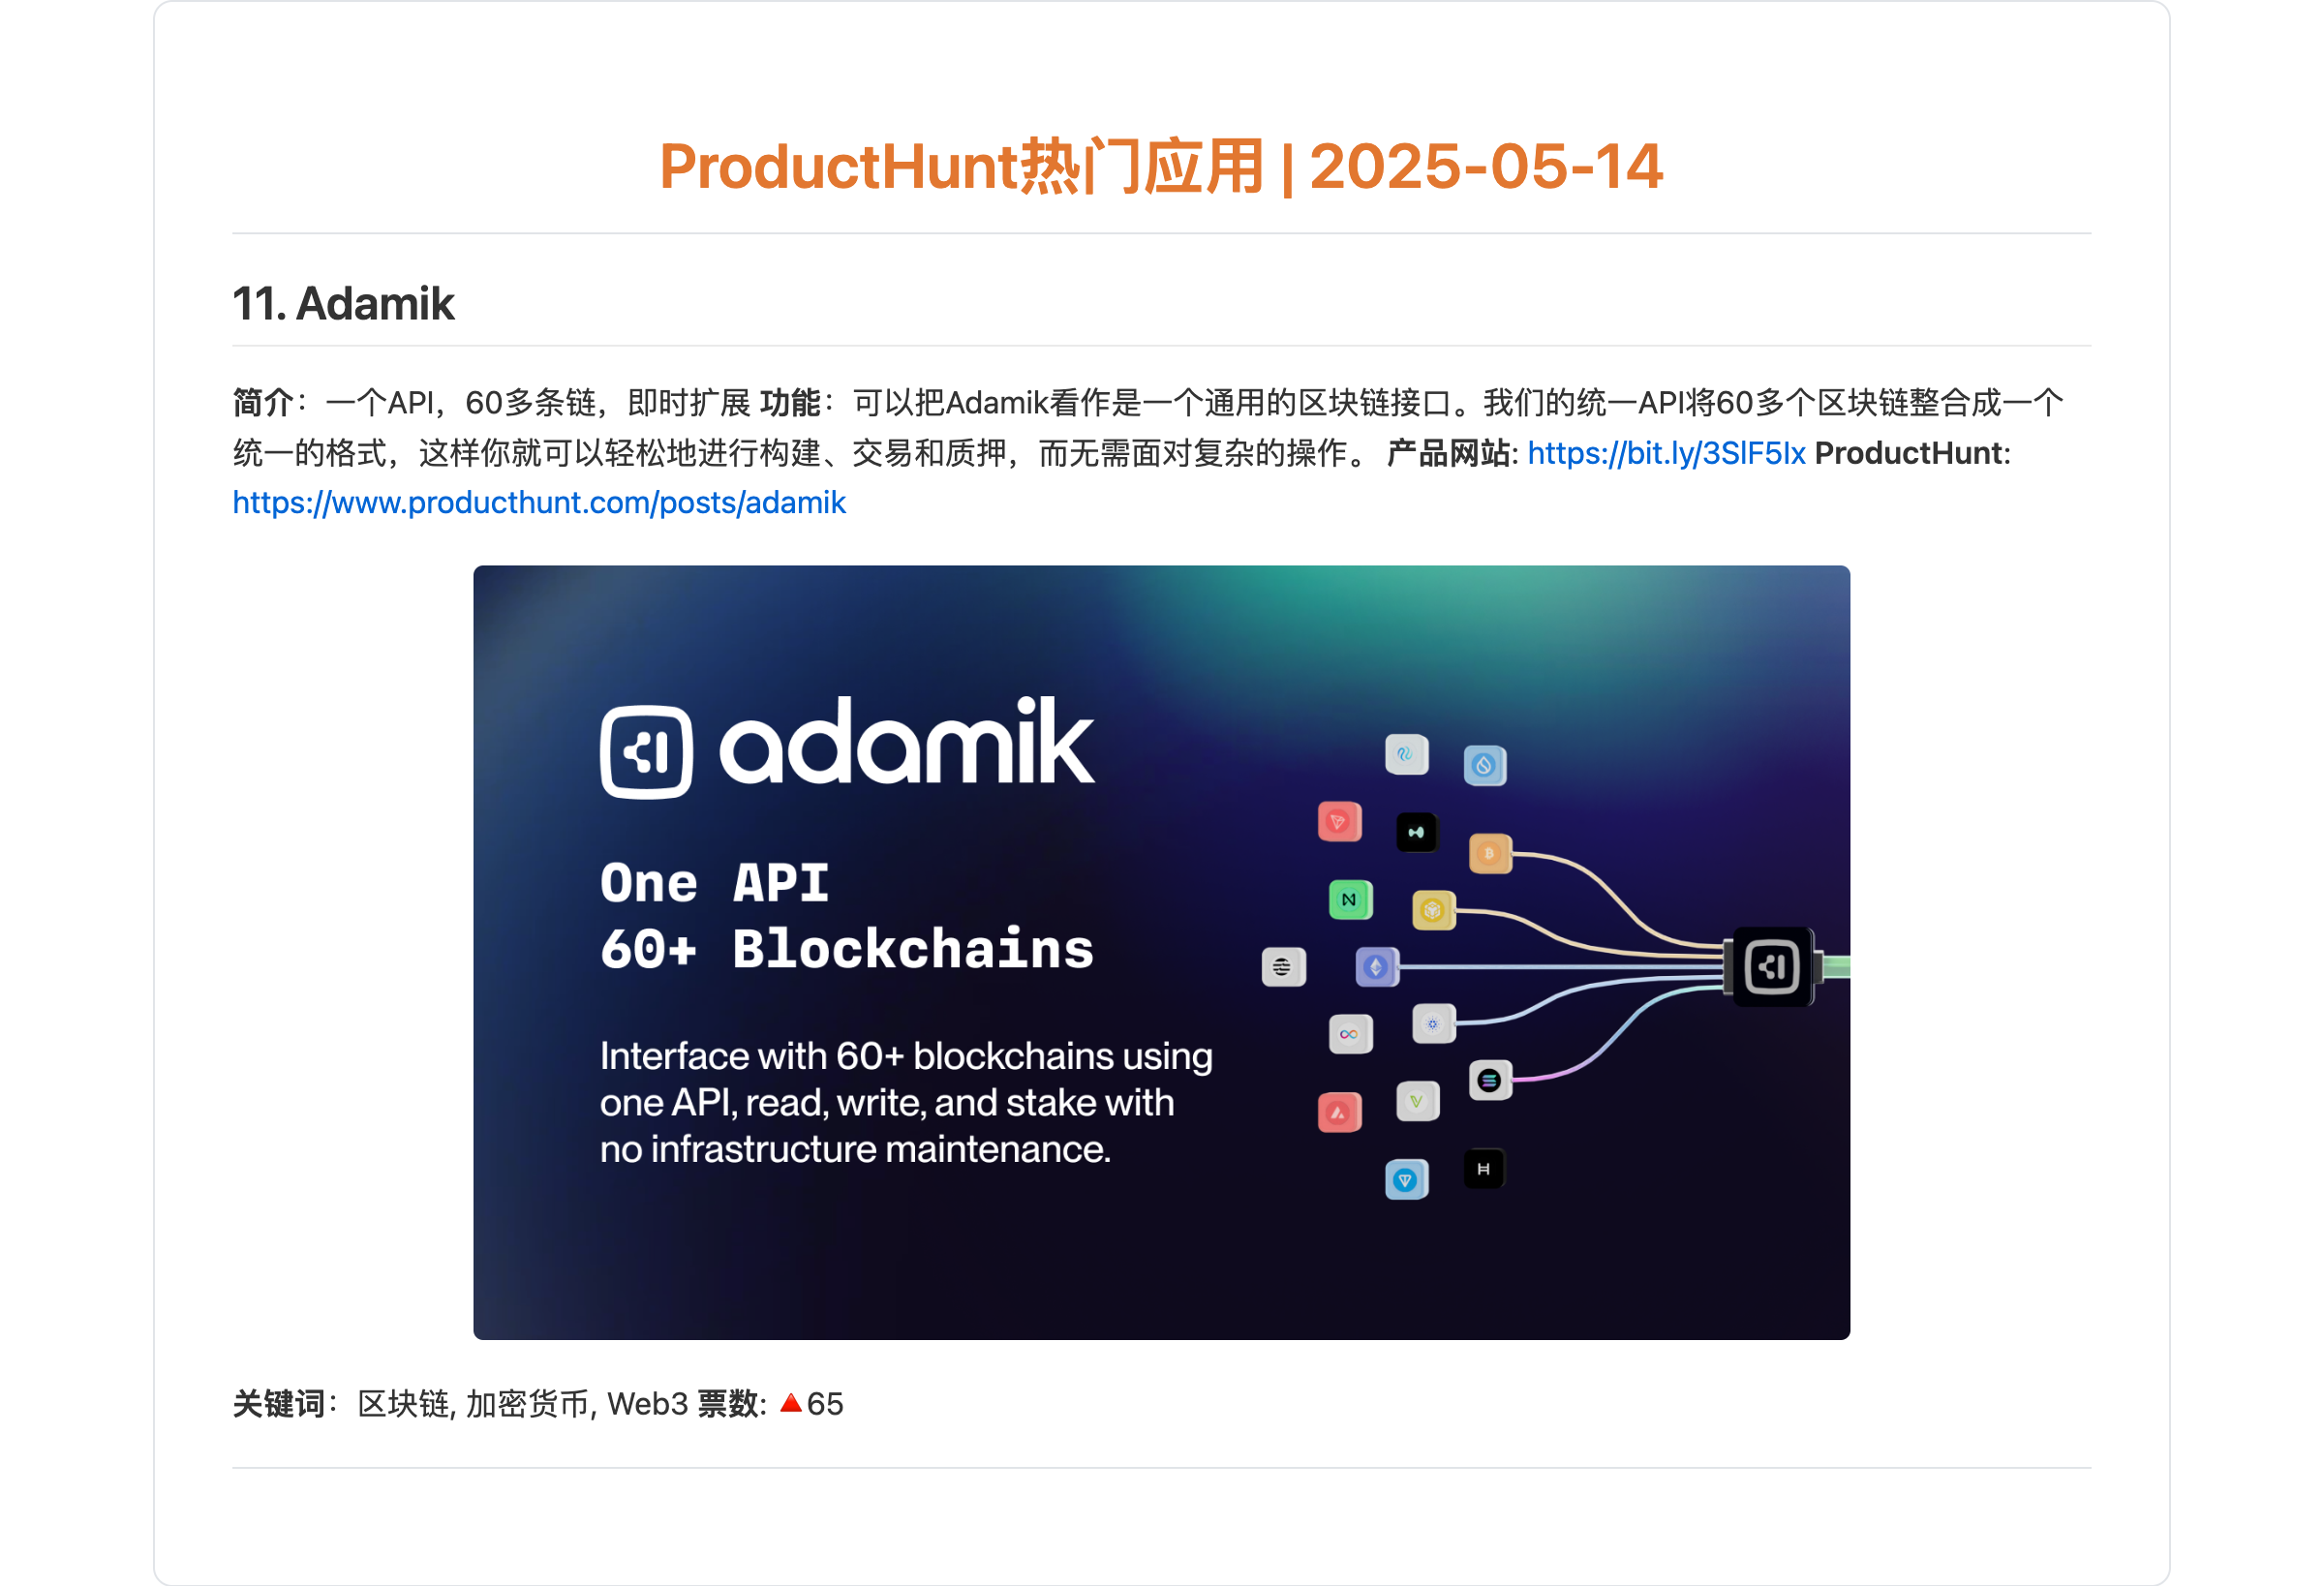 ProductHunt热门应用 | 2025-05-14
11. Adamik
简介：一个API，60多条链，即时扩展 功能：可以把Adamik看作是一个通用的区块链接口。我们的统一API将60多个区块链整合成一个
统一的格式，这样你就可以轻松地进行构建、交易和质押，而无需面对复杂的操作。 产品网站: https://bit.ly/3SlF5Ix ProductHunt:
https://www.producthunt.com/posts/adamik
adamik
One API
60+ Blockchains
Interface with 60+ blockchains using
one API, read, write, and stake with
no infrastructure maintenance.
关键词：区块链, 加密货币, Web3 票数: 🔺65